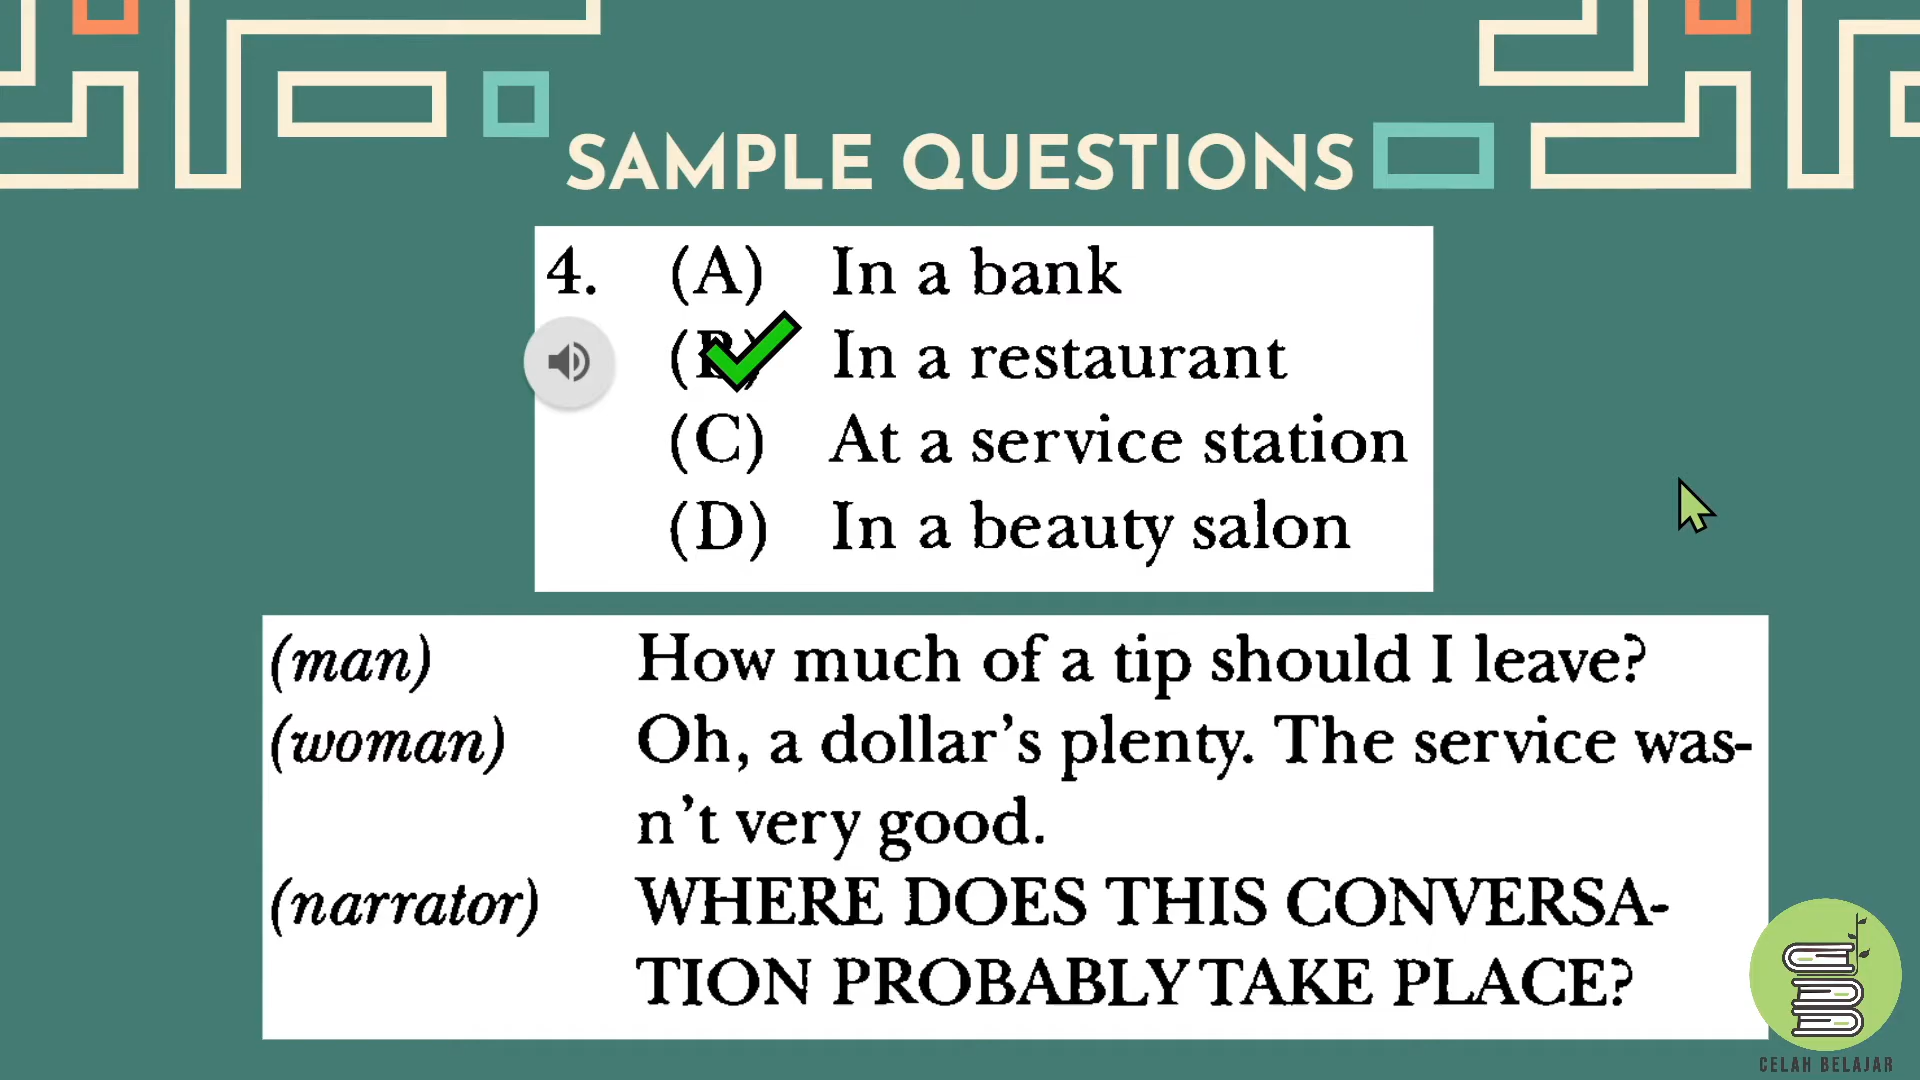 SAMPLE QUESTIONS
4. (A) In a bank
(B) In a restaurant
(C) At a service station
(D) In a beauty salon
(man) How much of a tip should I leave?
(woman) Oh, a dollar's plenty. The service was-
n't very good.
(narrator) WHERE DOES THIS CONVERSA-
TION PROBABLY TAKE PLACE?
CELAH BELAJAR